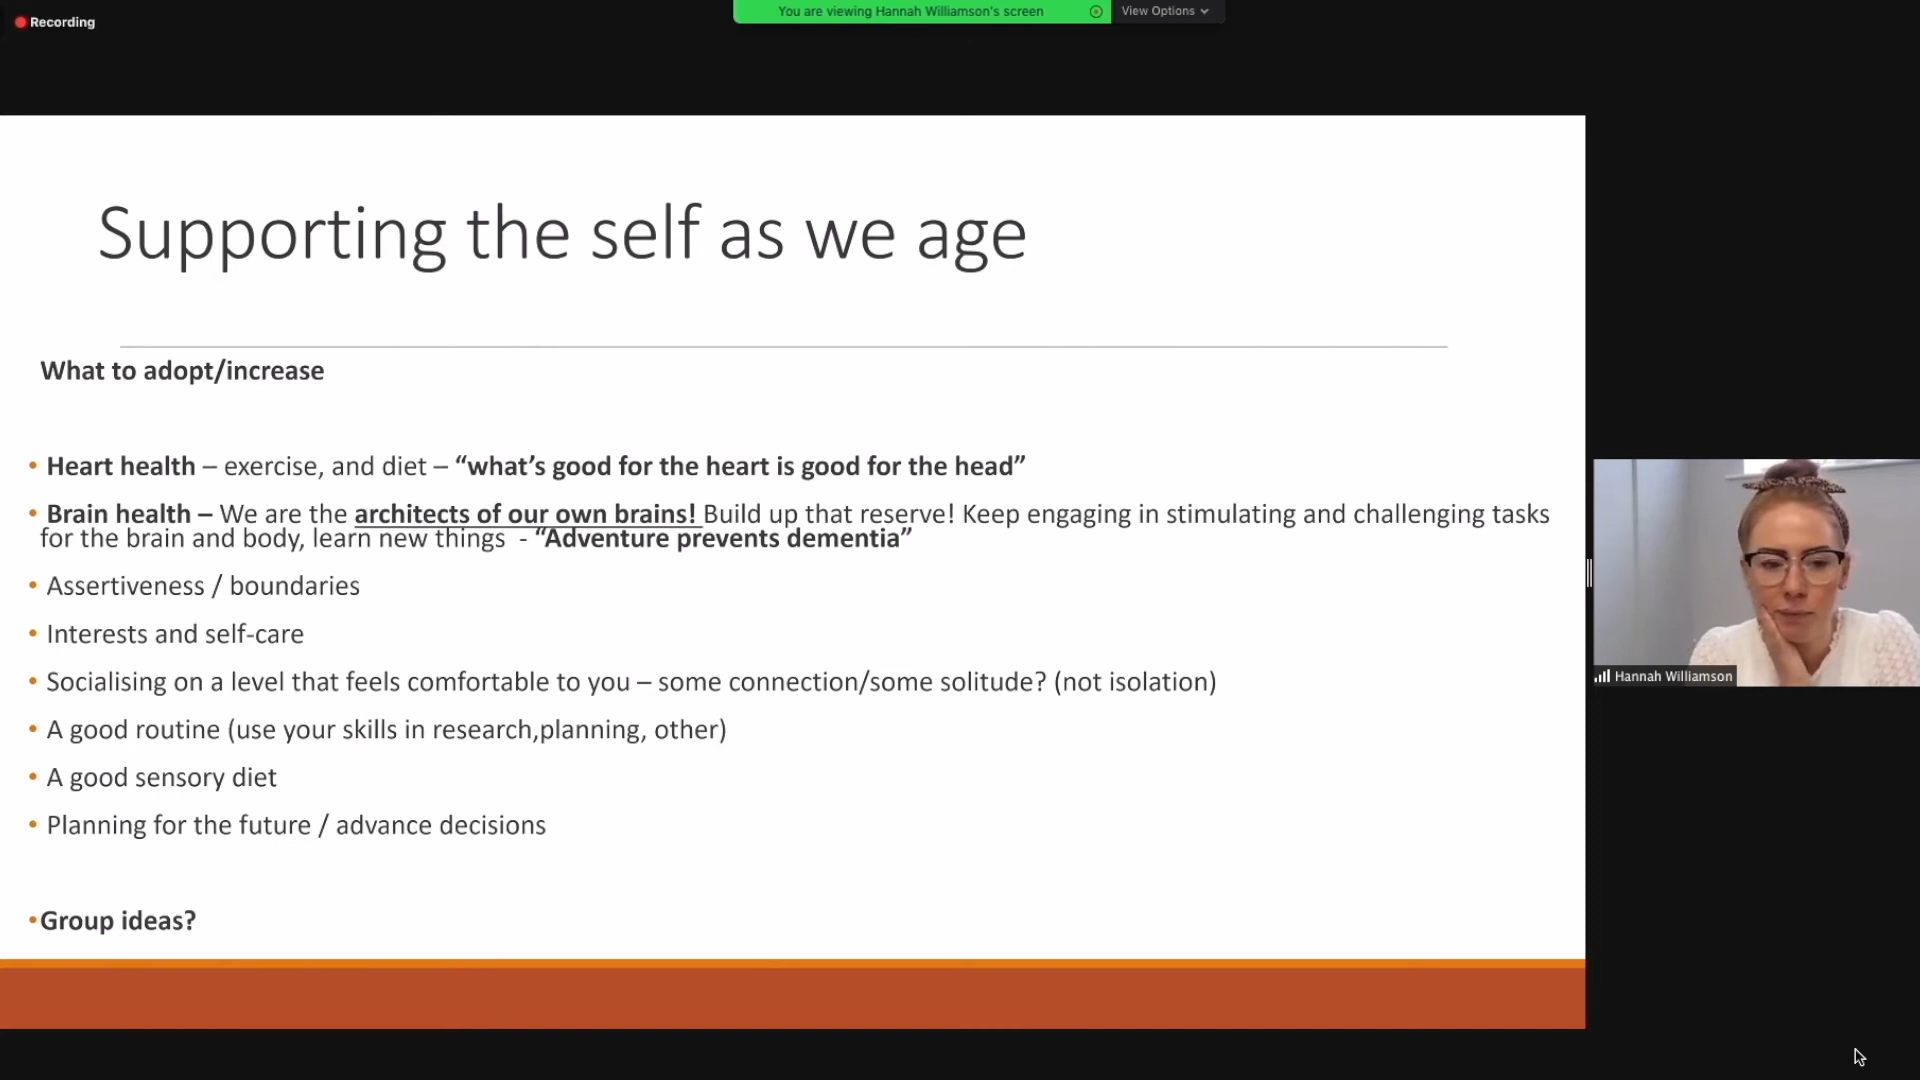 Recording
You are viewing Hannah Williamson's screen
View Options
Supporting the self as we age
What to adopt/increase
• Heart health – exercise, and diet – “what’s good for the heart is good for the head”
• Brain health – We are the architects of our own brains! Build up that reserve! Keep engaging in stimulating and challenging tasks
for the brain and body, learn new things - “Adventure prevents dementia”
• Assertiveness / boundaries
• Interests and self-care
• Socialising on a level that feels comfortable to you – some connection/some solitude? (not isolation)
• A good routine (use your skills in research,planning, other)
• A good sensory diet
• Planning for the future / advance decisions
•Group ideas?
Hannah Williamson